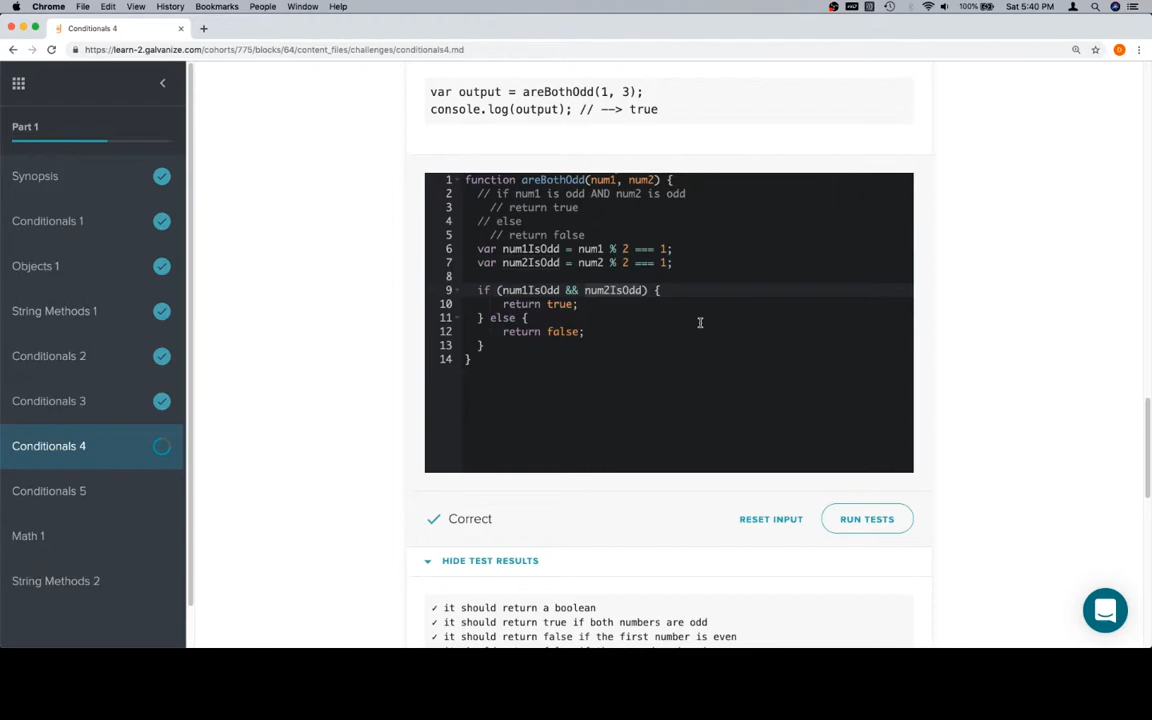 Chrome File Edit View History Bookmarks People Window Help
100% Sat 5:40 PM
Conditionals 4
https://learn-2.galvanize.com/cohorts/775/blocks/64/content_files/challenges/conditionals4.md
Part 1
Synopsis
Conditionals 1
Objects 1
String Methods 1
Conditionals 2
Conditionals 3
Conditionals 4
Conditionals 5
Math 1
String Methods 2
var output = areBothOdd(1, 3);
console.log(output); // --> true
1 function areBothOdd(num1, num2) {
2 // if num1 is odd AND num2 is odd
3 // return true
4 // else
5 // return false
6 var num1IsOdd = num1 % 2 === 1;
7 var num2IsOdd = num2 % 2 === 1;
8
9 if (num1IsOdd && num2IsOdd) {
10 return true;
11 } else {
12 return false;
13 }
14 }
Correct
RESET INPUT
RUN TESTS
HIDE TEST RESULTS
✓ it should return a boolean
✓ it should return true if both numbers are odd
✓ it should return false if the first number is even